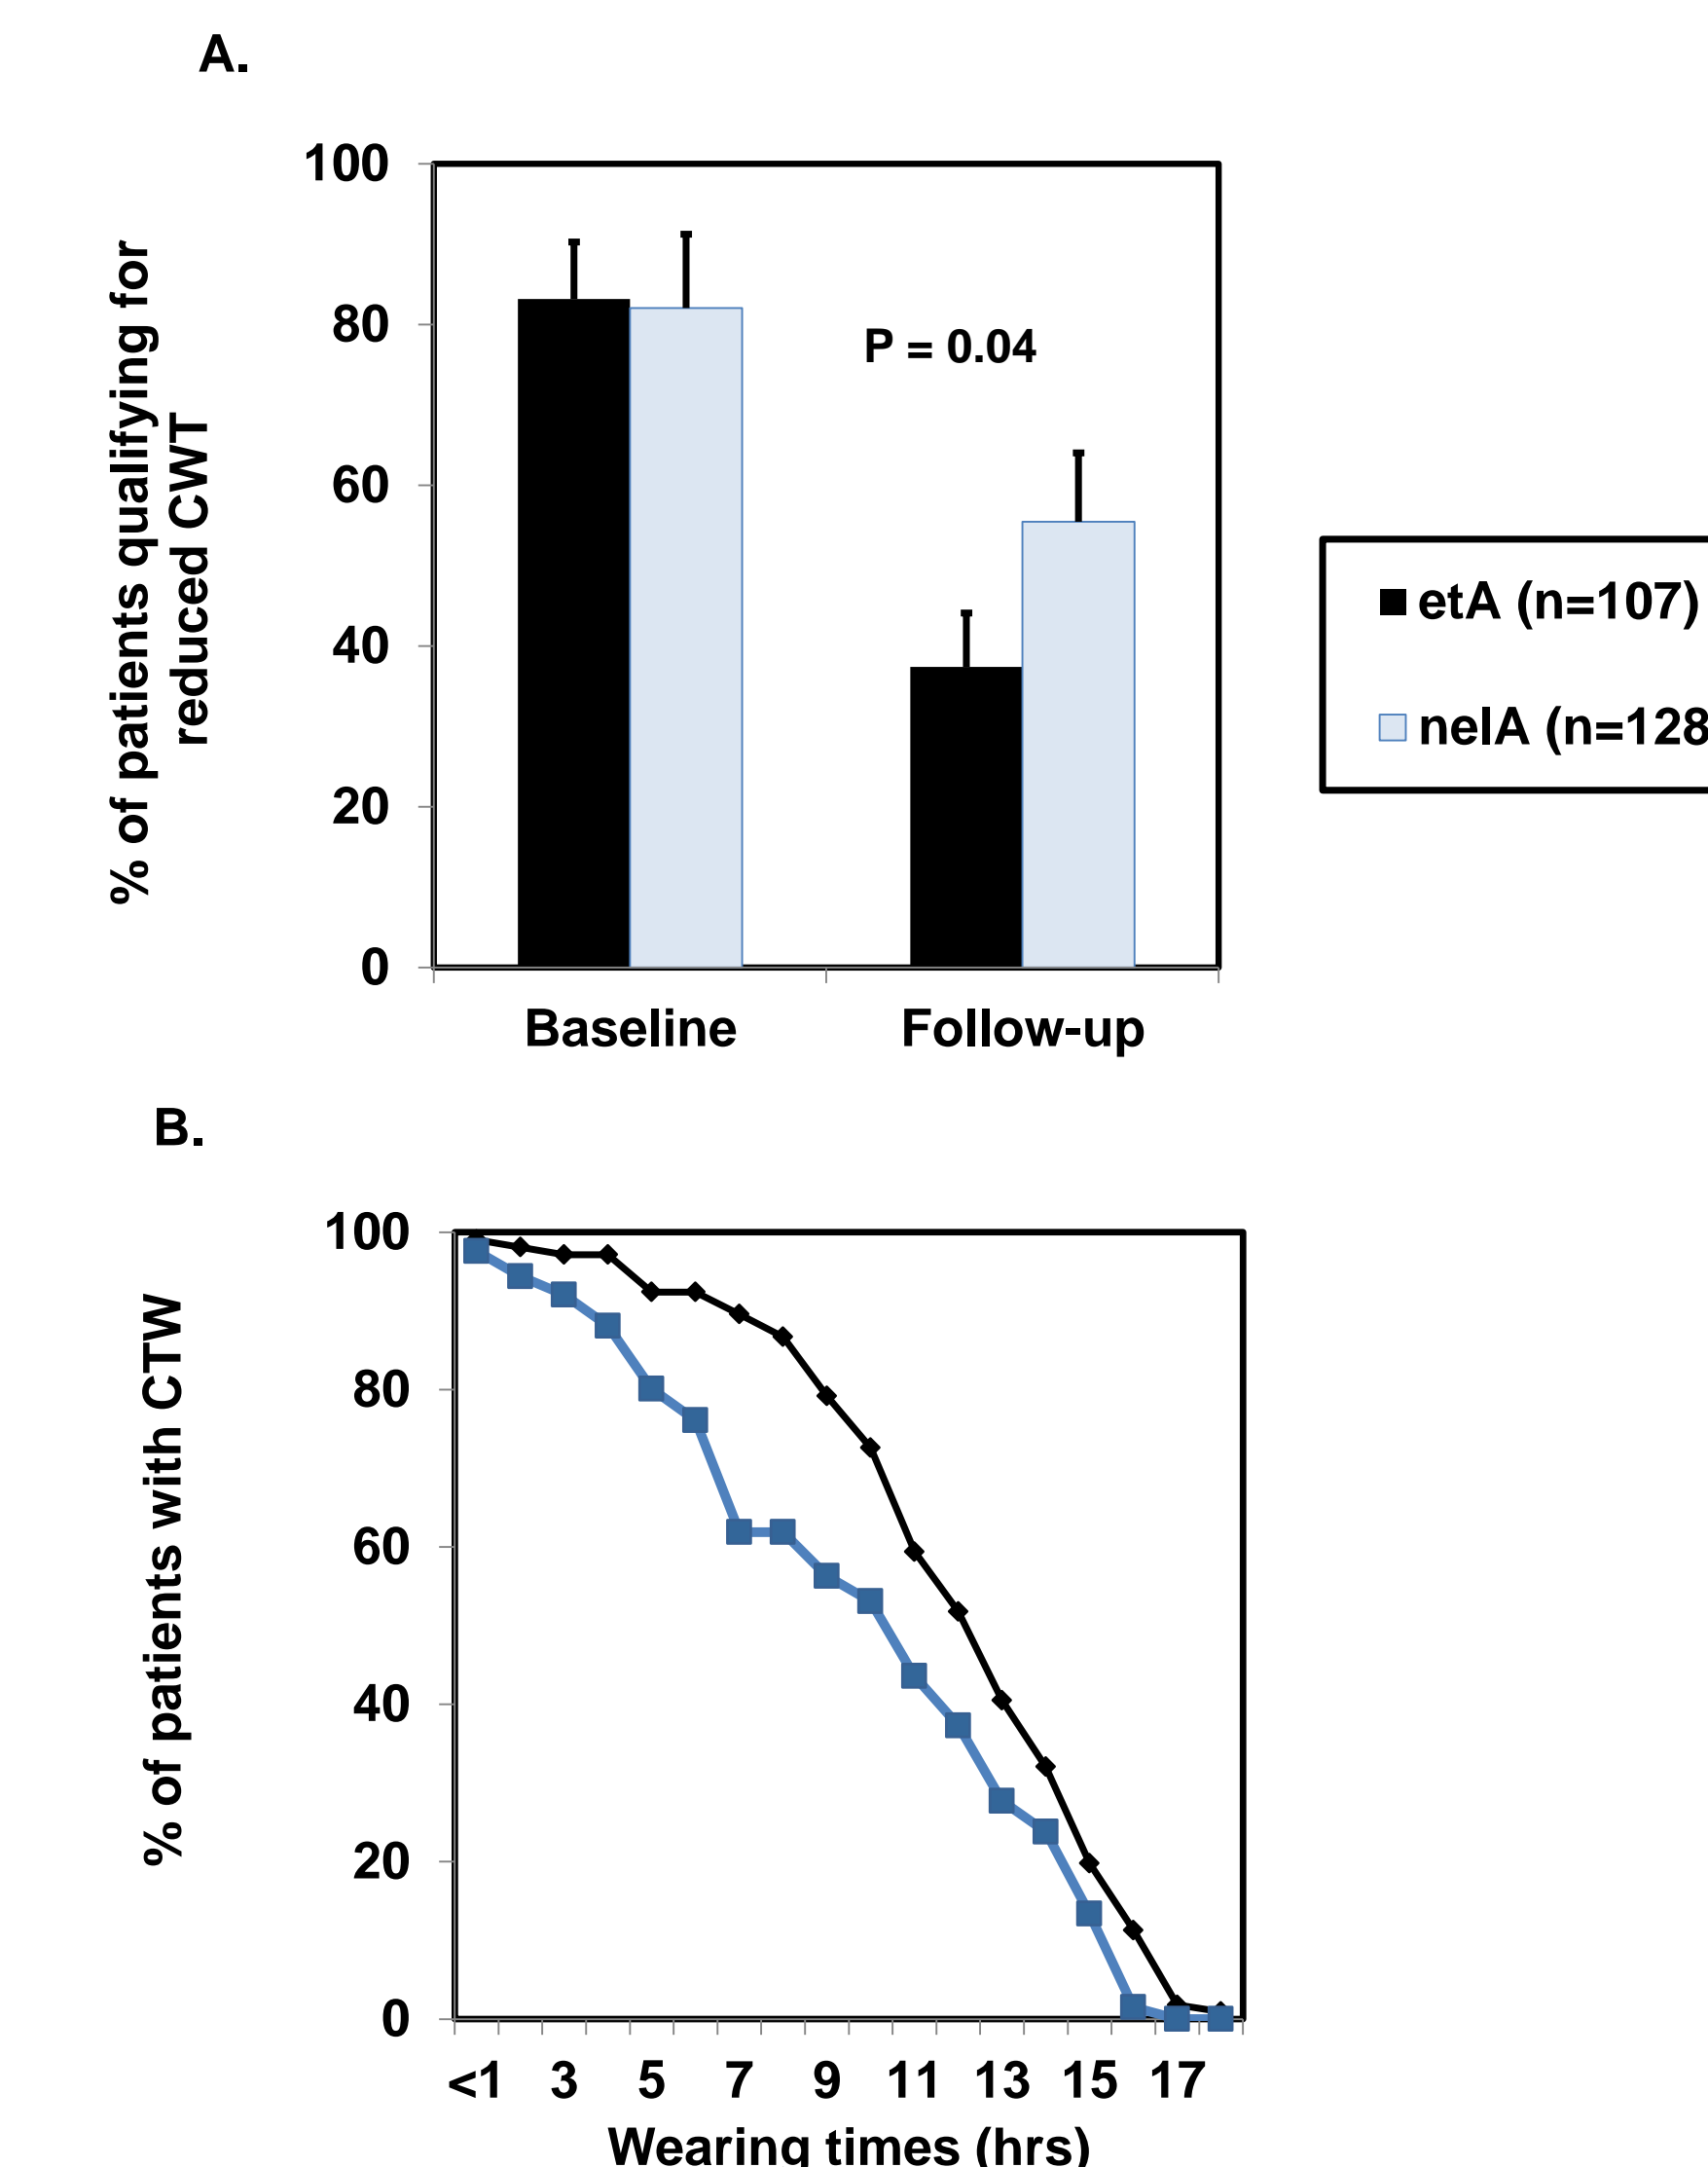 A.
100
80
60
40
20
0
% of patients qualifying for
reduced CWT
P = 0.04
Baseline
Follow-up
etA (n=107)
nelA (n=128
B.
100
80
60
40
20
0
% of patients with CTW
<1 3 5 7 9 11 13 15 17
Wearing times (hrs)